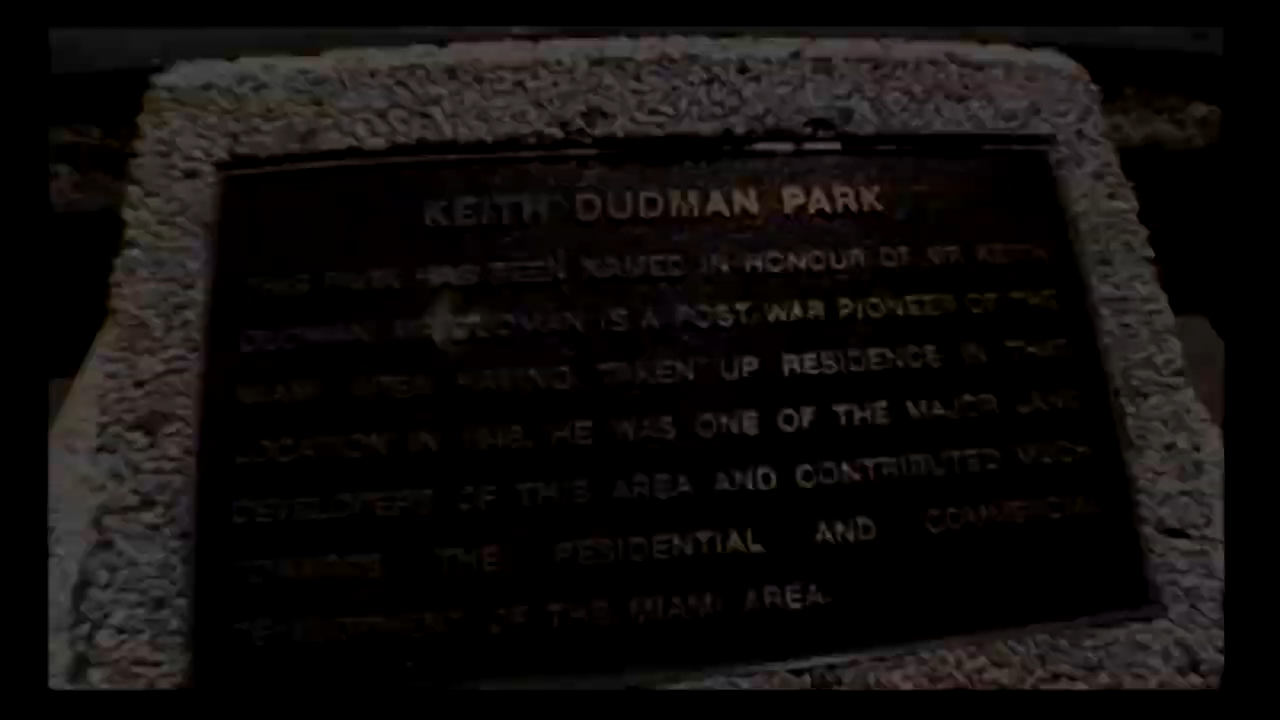 KEITH DUDMAN PARK
THIS PARK HAS BEEN NAMED IN HONOUR OF MR KEITH
DUDMAN. MR DUDMAN IS A POST WAR PIONEER OF THE
MIAMI AREA HAVING TAKEN UP RESIDENCE IN THIS
LOCATION IN HE WAS ONE OF THE MAJOR LAND
DEVELOPERS OF THIS AREA AND CONTRIBUTED MUCH
TOWARDS THE RESIDENTIAL AND COMMERCIAL
DEVELOPMENT OF THE MIAMI AREA.